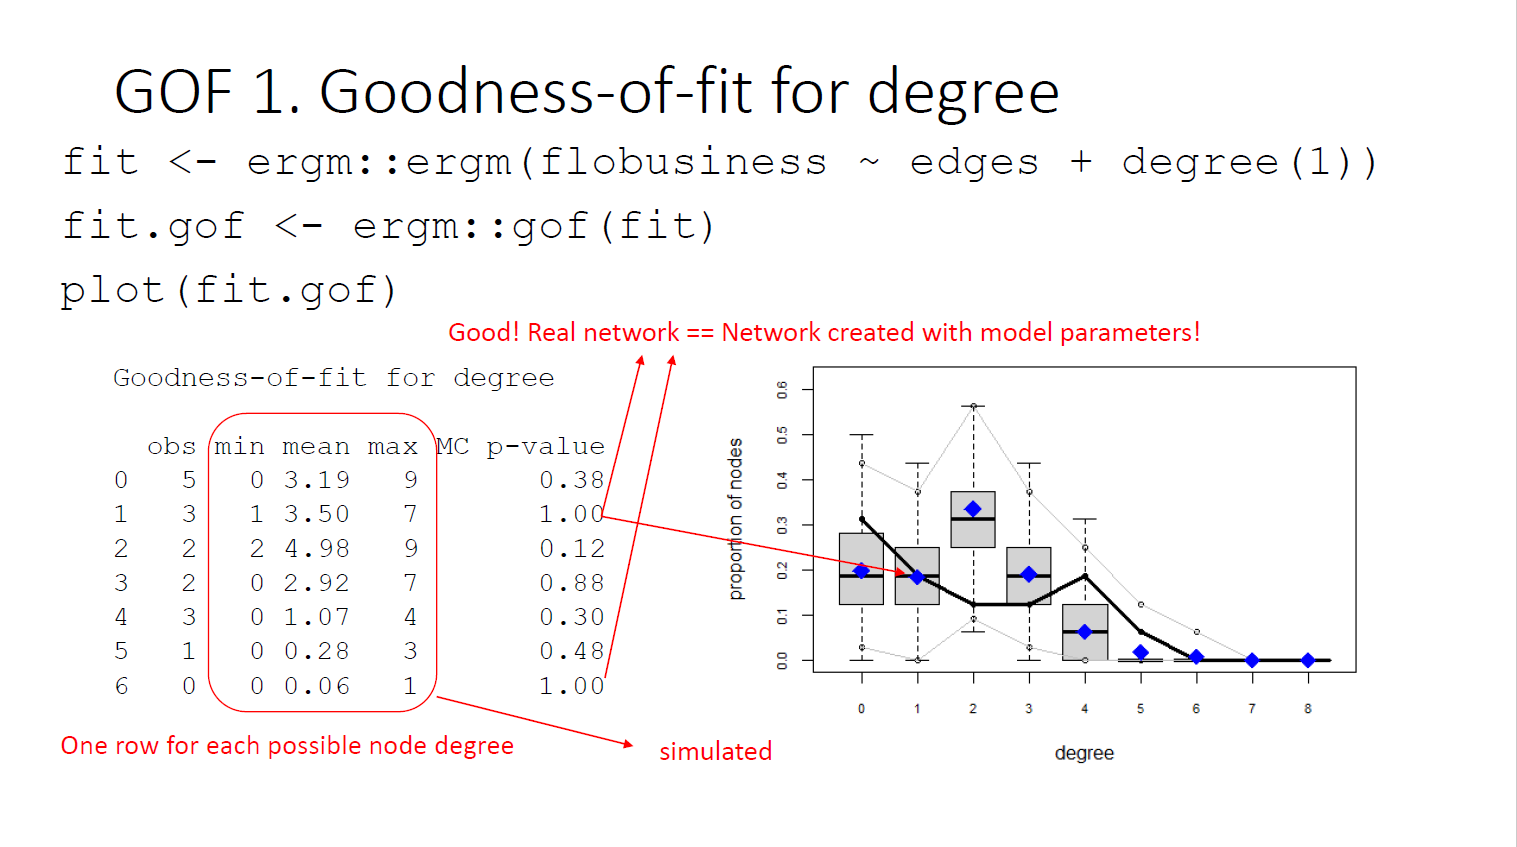 GOF 1. Goodness-of-fit for degree
fit <- ergm::ergm(flobusiness ~ edges + degree(1))
fit.gof <- ergm::gof(fit)
plot(fit.gof)
Good! Real network == Network created with model parameters!
Goodness-of-fit for degree
obs min mean max MC p-value
0 5 0 3.19 9 0.38
1 3 1 3.50 7 1.00
2 2 2 4.98 9 0.12
3 2 0 2.92 7 0.88
4 3 0 1.07 4 0.30
5 1 0 0.28 3 0.48
6 0 0 0.06 1 1.00
One row for each possible node degree
simulated
proportion of nodes
0.6
0.5
0.4
0.3
0.2
0.1
0.0
0 1 2 3 4 5 6 7 8
degree